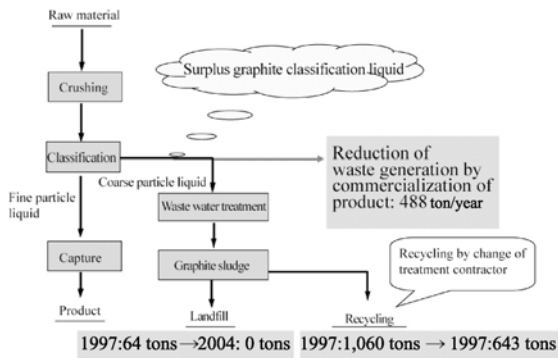 Raw material
Surplus graphite classification liquid
Crushing
Classification
Reduction of
waste generation by
commercialization of
product: 488 ton/year
Coarse particle liquid
Fine particle
liquid
Waste water treatment
Recycling by change of
treatment contractor
Capture
Graphite sludge
Product
Landfill
Recycling
1997:64 tons→2004: 0 tons
1997:1,060 tons → 1997:643 tons